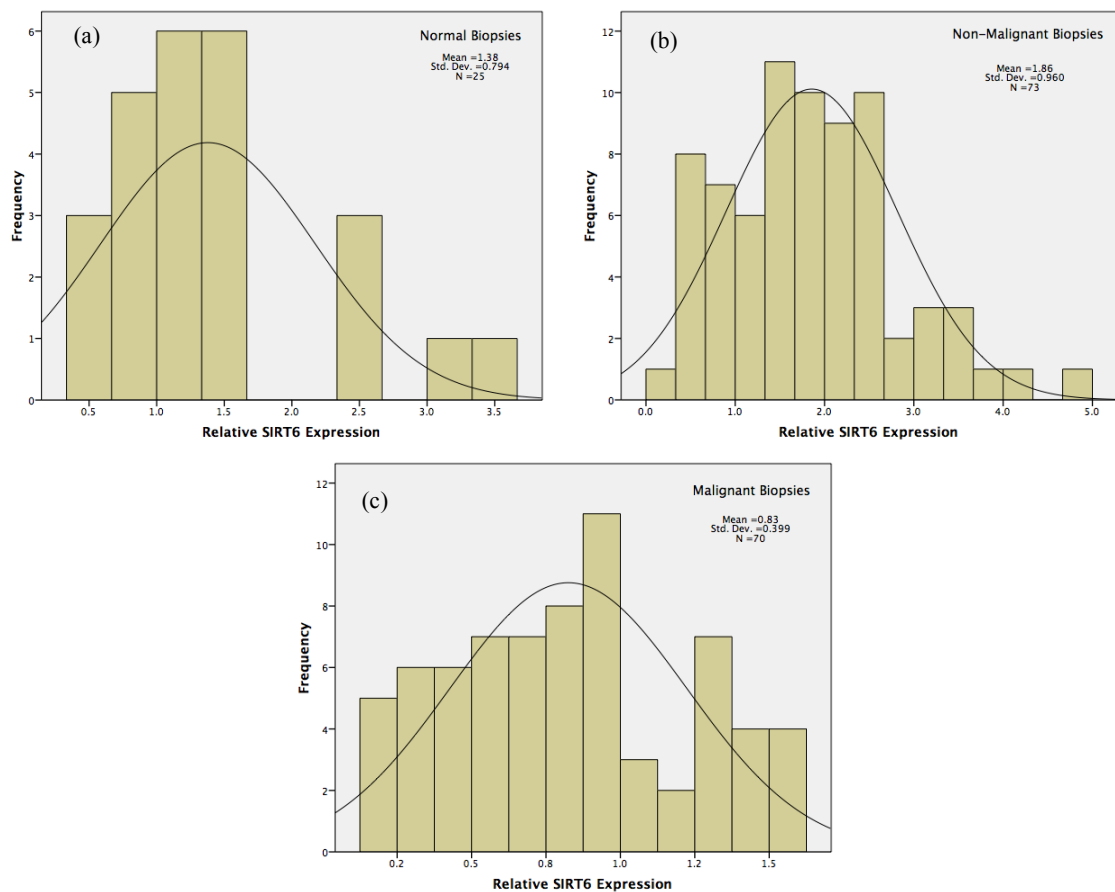 (a)
Normal Biopsies
Mean =1.38
Std. Dev. =0.794
N =25
Frequency
6
5
4
3
2
1
0
0.5 1.0 1.5 2.0 2.5 3.0 3.5
Relative SIRT6 Expression
(b)
Non-Malignant Biopsies
Mean =1.86
Std. Dev. =0.960
N =73
Frequency
12
10
8
6
4
2
0
0.0 1.0 2.0 3.0 4.0 5.0
Relative SIRT6 Expression
(c)
Malignant Biopsies
Mean =0.83
Std. Dev. =0.399
N =70
Frequency
12
10
8
6
4
2
0
0.2 0.5 0.8 1.0 1.2 1.5
Relative SIRT6 Expression